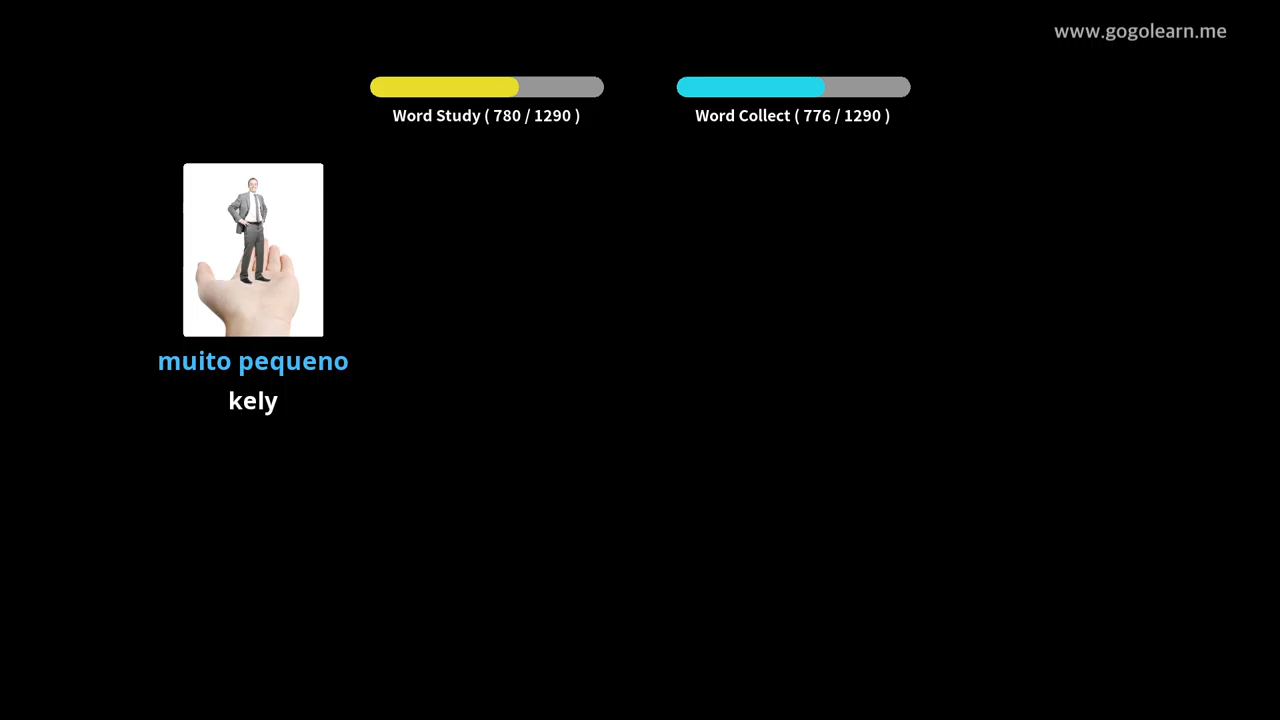 www.gogolearn.me
Word Study ( 780 / 1290 )
Word Collect ( 776 / 1290 )
muito pequeno
kely